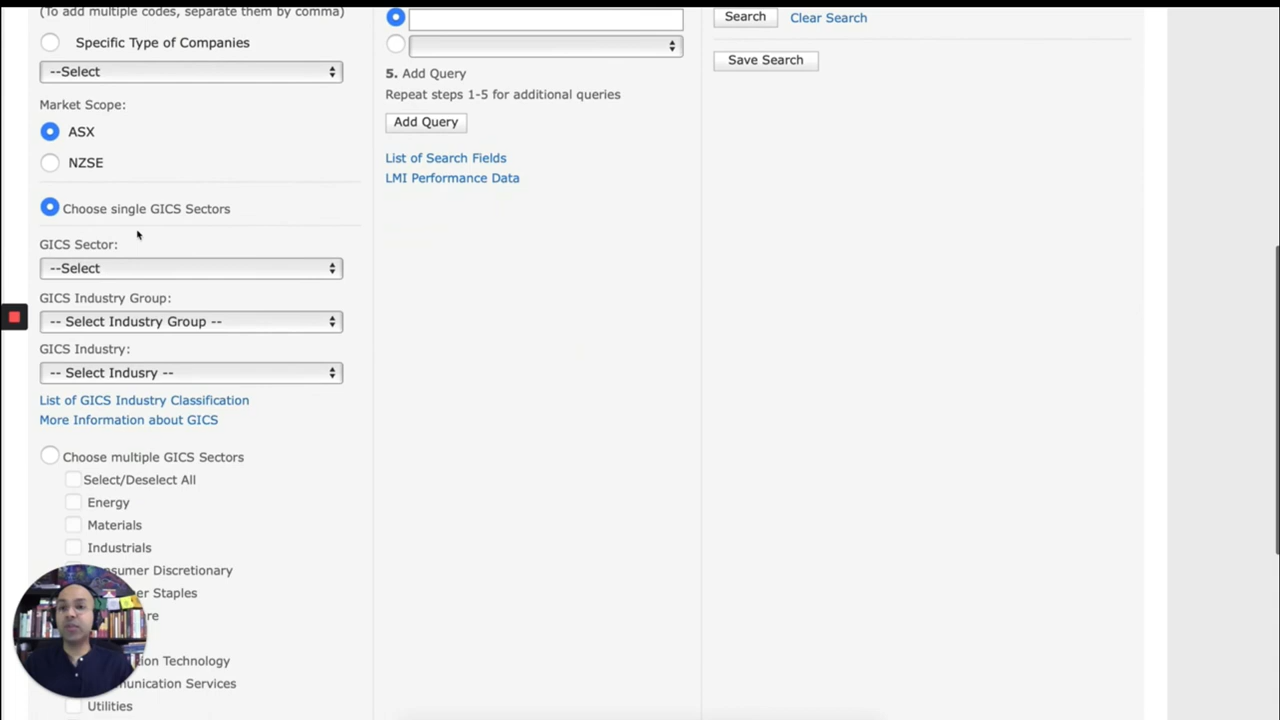 (To add multiple codes, separate them by comma)
Specific Type of Companies
--Select
Market Scope:
ASX
NZSE
Choose single GICS Sectors
GICS Sector:
--Select
GICS Industry Group:
-- Select Industry Group --
GICS Industry:
-- Select Indusry --
List of GICS Industry Classification
More Information about GICS
Choose multiple GICS Sectors
Select/Deselect All
Energy
Materials
Industrials
Discretionary
Staples
Technology
Services
Utilities
5. Add Query
Repeat steps 1-5 for additional queries
Add Query
List of Search Fields
LMI Performance Data
Search
Clear Search
Save Search